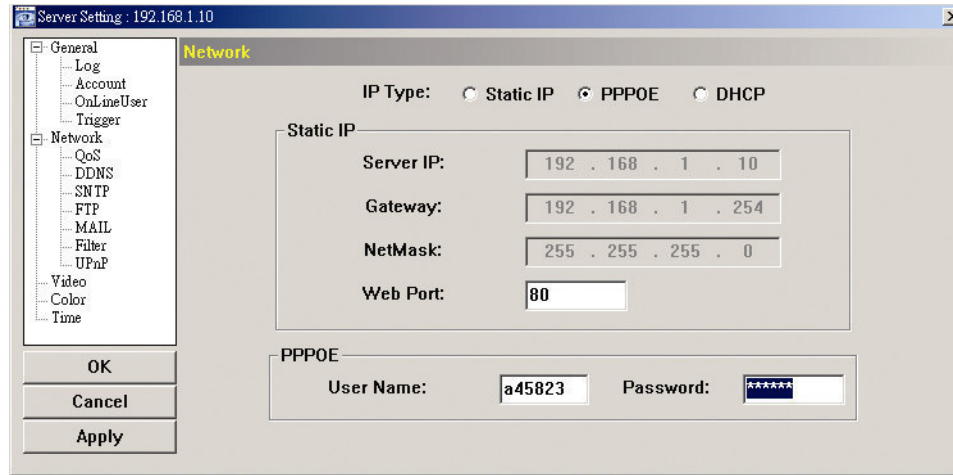 Server Setting : 192.168.1.10
General
Log
Account
OnLineUser
Trigger
Network
QoS
DDNS
SNTP
FTP
MAIL
Filter
UPnP
Video
Color
Time
OK
Cancel
Apply
Network
IP Type: Static IP PPPOE DHCP
Static IP
Server IP: 192 . 168 . 1 . 10
Gateway: 192 . 168 . 1 . 254
NetMask: 255 . 255 . 255 . 0
Web Port: 80
PPPOE
User Name: a45823 Password: ******